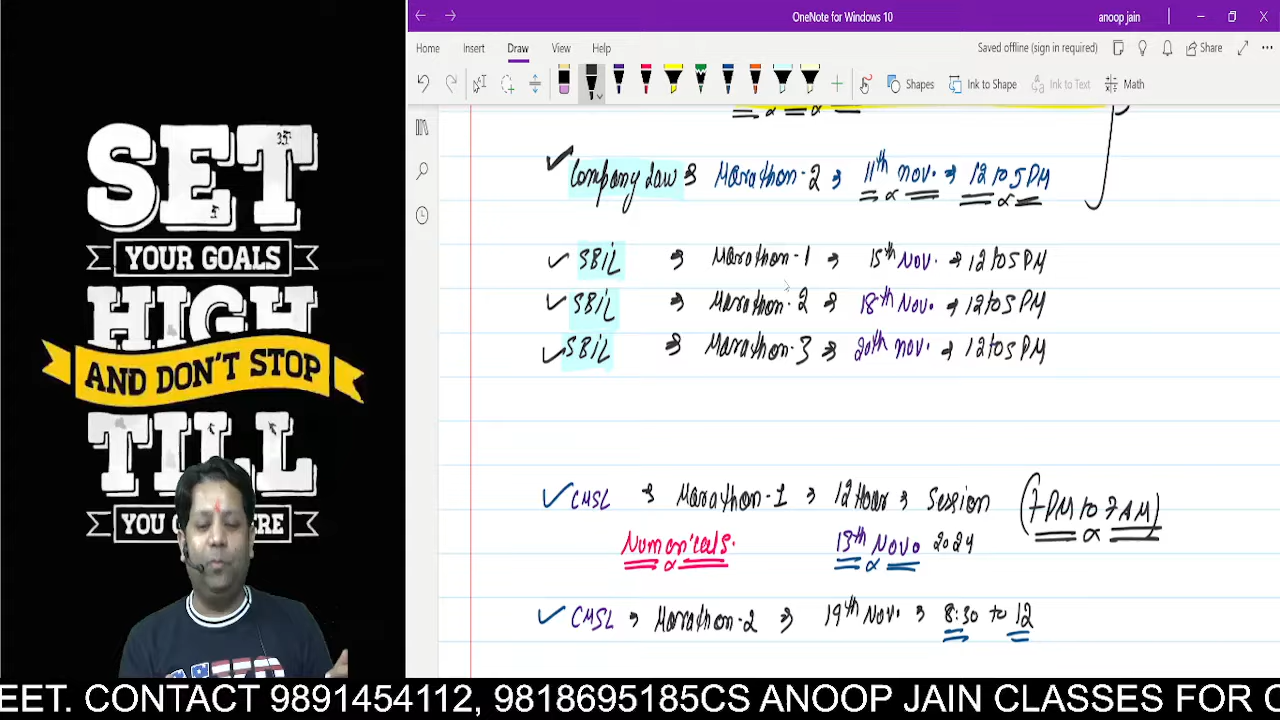 SET
YOUR GOALS
HIGH
AND DON'T STOP
TILL
YOU ERE
OneNote for Windows 10
anoop jain
Home Insert Draw View Help
Saved offline (sign in required) Share
Shapes Ink to Shape Ink to Text Math
Company Law Marathon-2 11th Nov. 12 to 5 PM
SBIL Marathon-1 15th Nov. 12 to 5 PM
SBIL Marathon-2 18th Nov. 12 to 5 PM
SBIL Marathon-3 20th Nov. 12 to 5 PM
CMSL Marathon-1 12 Hour Session (7 PM to 7 AM)
Numericals. 13th Nov. 2024
CMSL Marathon-2 19th Nov. 8:30 to 12
EET. CONTACT 9891454112, 9818695185CS ANOOP JAIN CLASSES FOR C